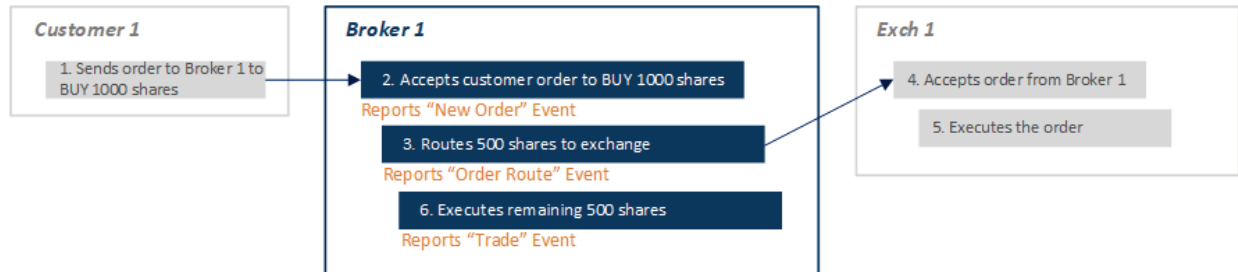 Customer 1
1. Sends order to Broker 1 to
BUY 1000 shares
Broker 1
2. Accepts customer order to BUY 1000 shares
Reports “New Order” Event
3. Routes 500 shares to exchange
Reports “Order Route” Event
6. Executes remaining 500 shares
Reports “Trade” Event
Exch 1
4. Accepts order from Broker 1
5. Executes the order